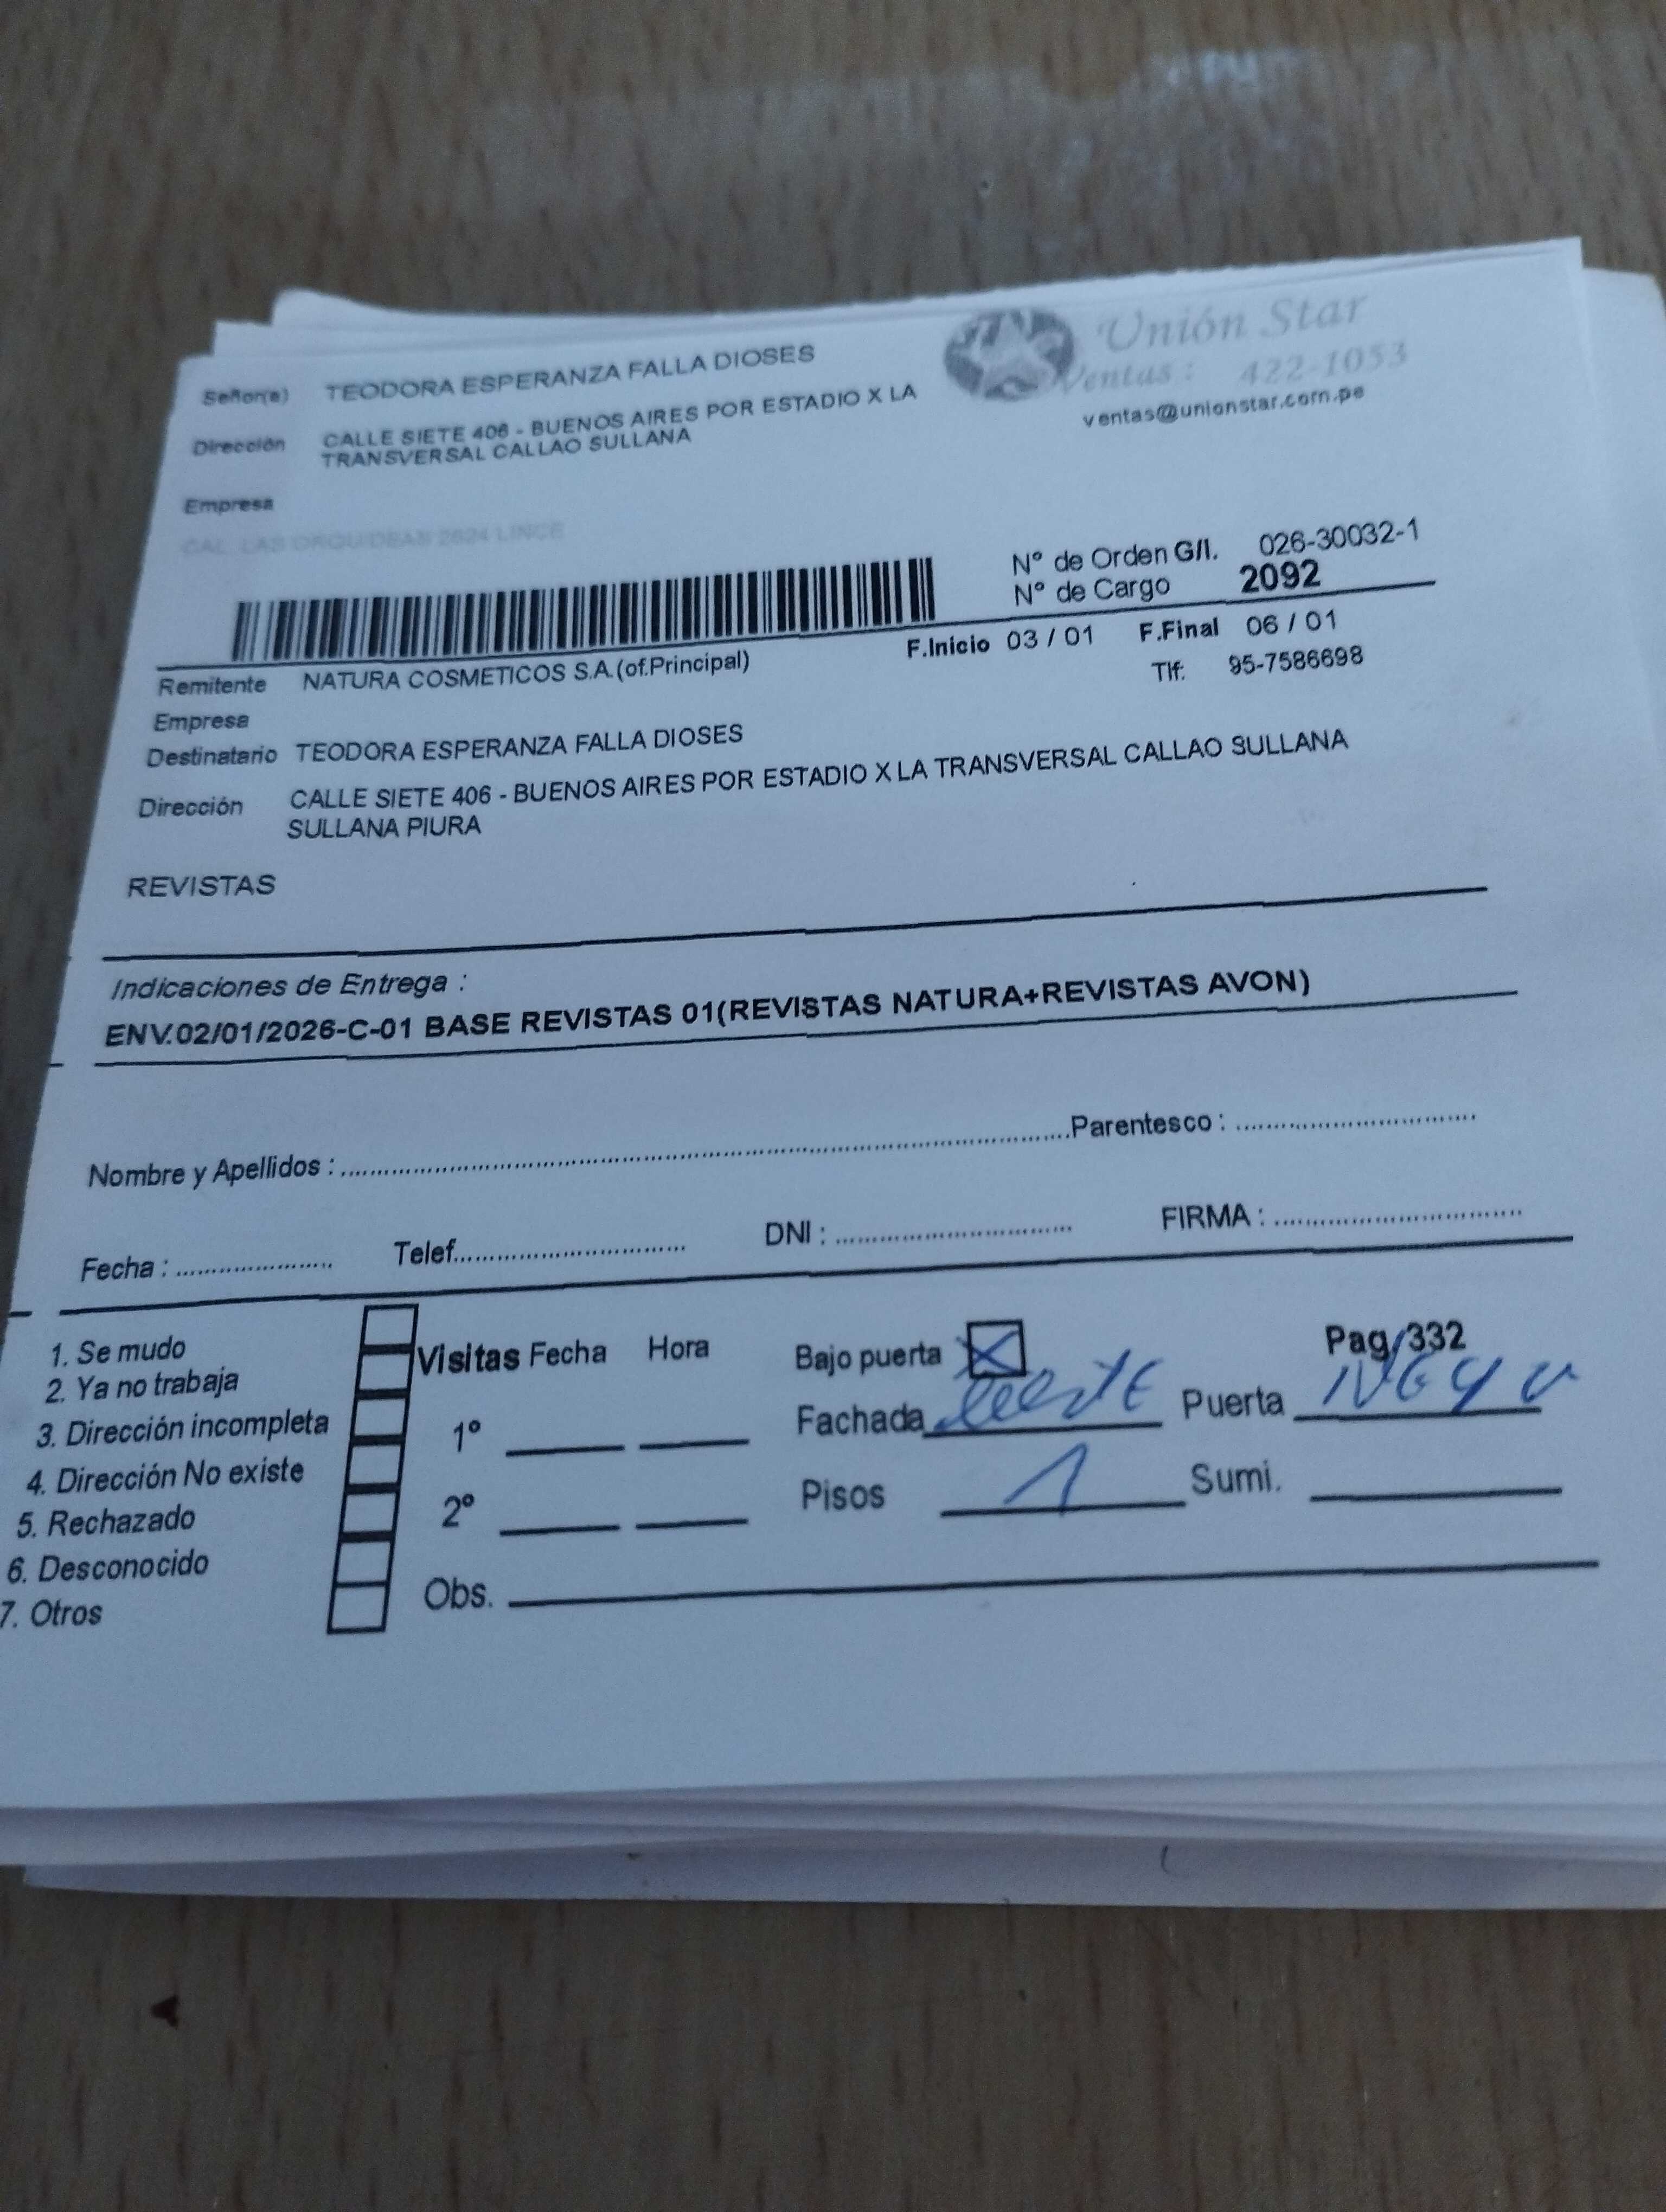 Unión Star
Señor(e) TEODORA ESPERANZA FALLA DIOSES
Ventas : 422-1053
ventas@unionstar.com.pe
Dirección CALLE SIETE 406 - BUENOS AIRES POR ESTADIO X LA
TRANSVERSAL CALLAO SULLANA
Empresa
CAL. LAS ORQUIDEAS 2624 LINCE
Nº de Orden G/I. 026-30032-1
Nº de Cargo 2092
F.Inicio 03 / 01 F.Final 06 / 01
Remitente NATURA COSMETICOS S.A.(of.Principal)
Tlf: 95-7586698
Empresa
Destinatario TEODORA ESPERANZA FALLA DIOSES
Dirección CALLE SIETE 406 - BUENOS AIRES POR ESTADIO X LA TRANSVERSAL CALLAO SULLANA
SULLANA PIURA
REVISTAS
Indicaciones de Entrega :
ENV.02/01/2026-C-01 BASE REVISTAS 01(REVISTAS NATURA+REVISTAS AVON)
Nombre y Apellidos : Parentesco :
Fecha : Telef. DNI : FIRMA :
1. Se mudo
2. Ya no trabaja
3. Dirección incompleta
4. Dirección No existe
5. Rechazado
6. Desconocido
7. Otros
Visitas Fecha Hora
1º
2º
Obs.
Bajo puerta X Pag/332
Fachada Puerta
Pisos 1 Sumi.